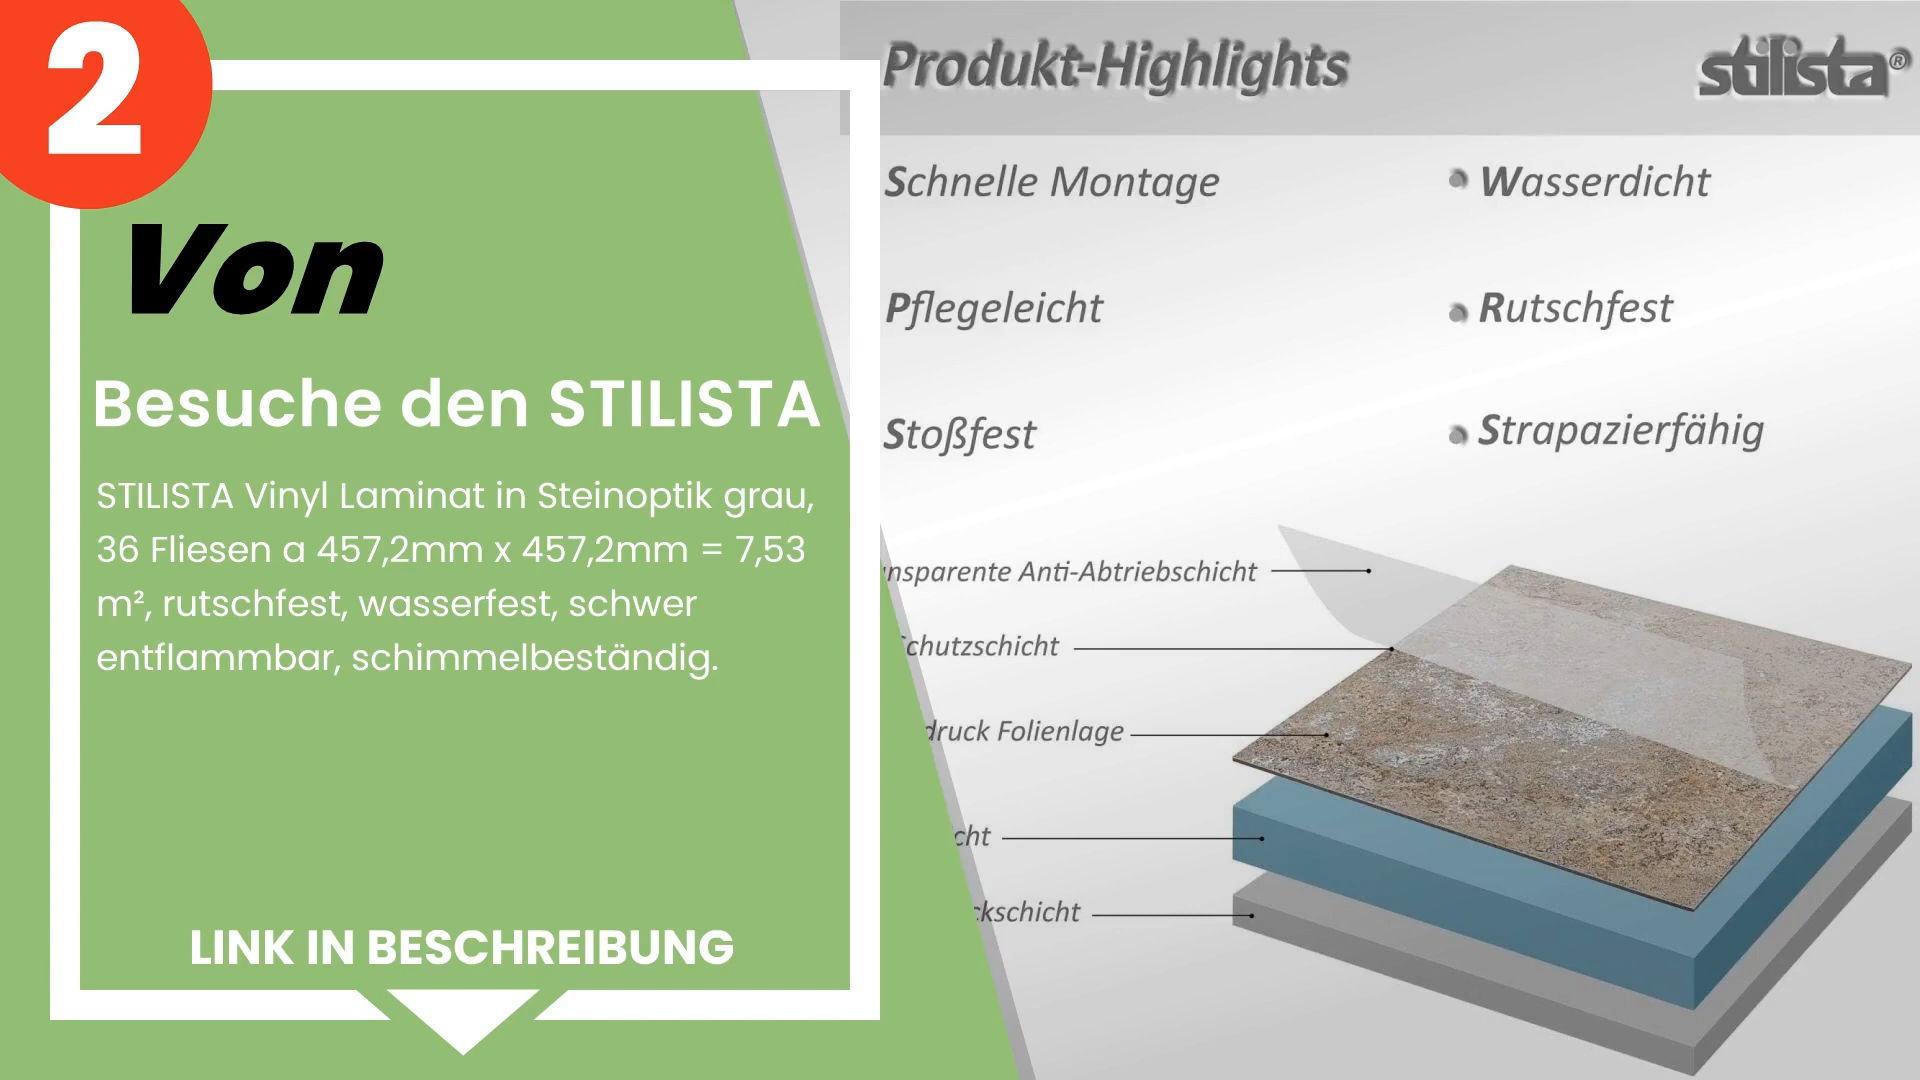 2
Von
Besuche den STILISTA
STILISTA Vinyl Laminat in Steinoptik grau,
36 Fliesen a 457,2mm x 457,2mm = 7,53
m², rutschfest, wasserfest, schwer
entflammbar, schimmelbeständig.
LINK IN BESCHREIBUNG
Produkt-Highlights
stilista®
Schnelle Montage
Wasserdicht
Pflegeleicht
Rutschfest
Stoßfest
Strapazierfähig
nsparente Anti-Abtriebschicht
chutzschicht
druck Folienlage
cht
ckschicht